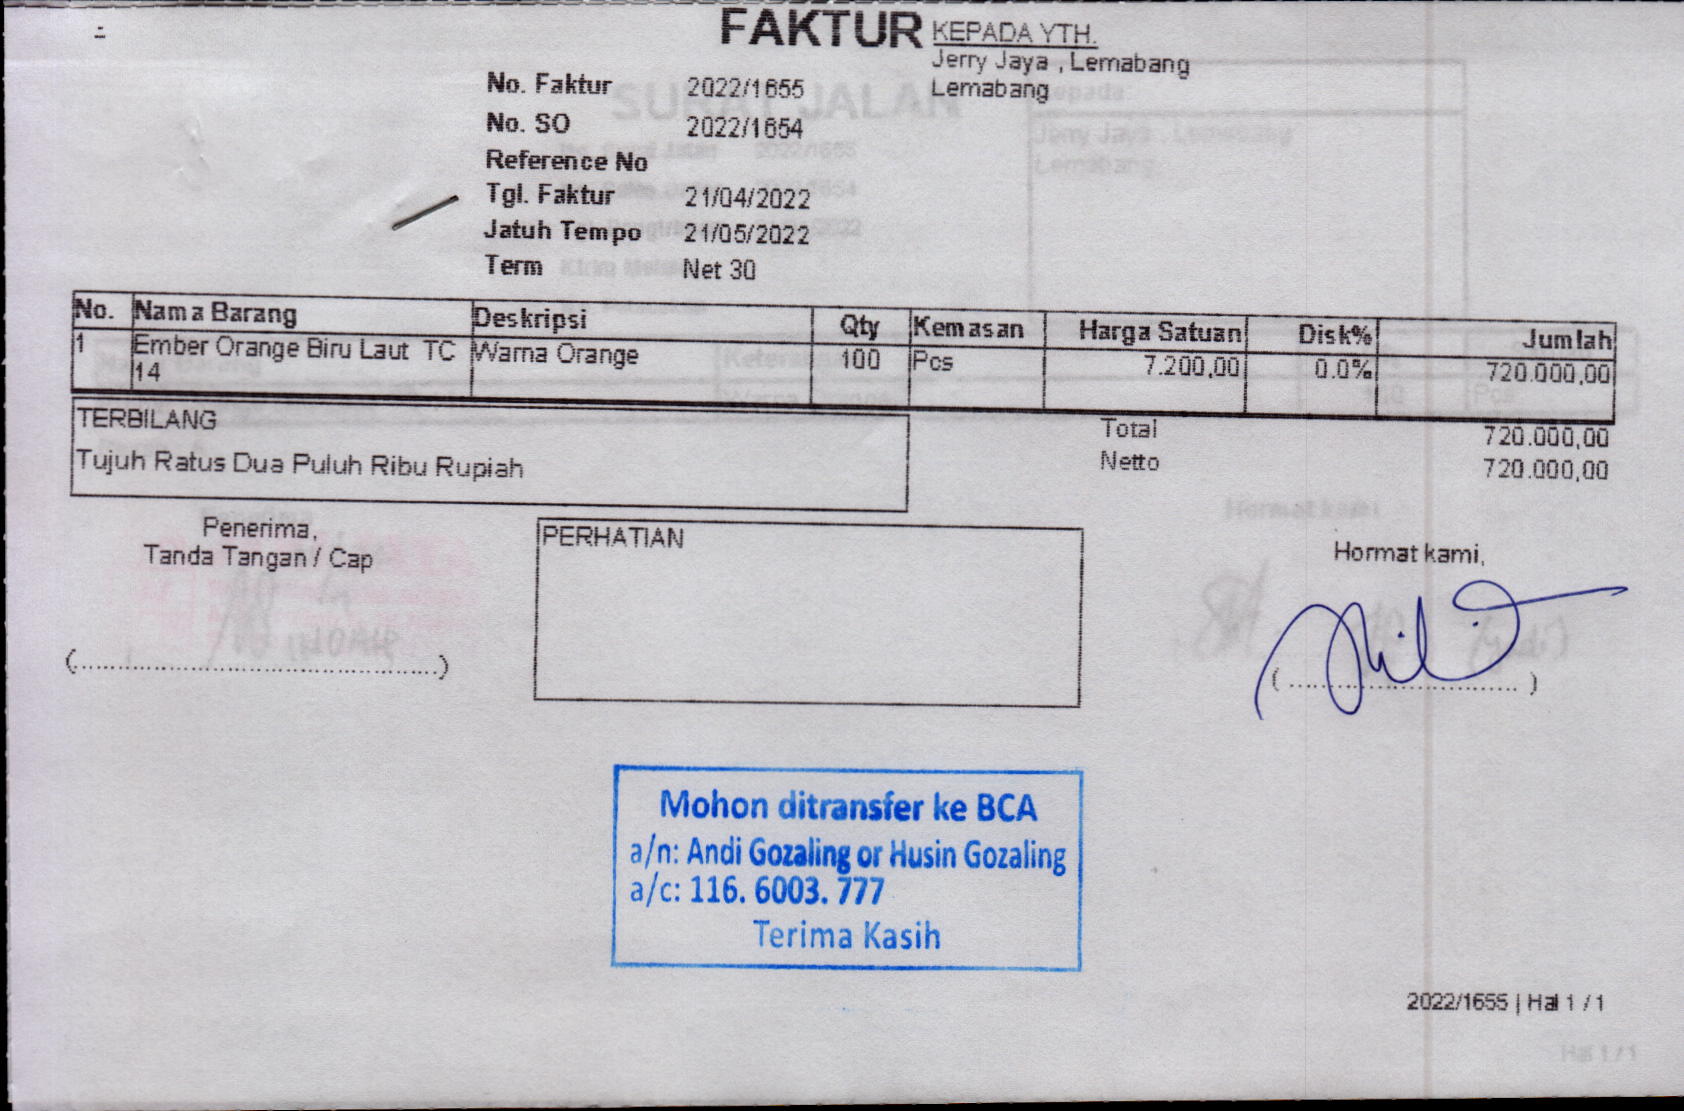 FAKTUR
KEPADA YTH.
Jerry Jaya , Lemabang
Lemabang
No. Faktur 2022/1655
No. SO 2022/1654
Reference No
Tgl. Faktur 21/04/2022
Jatuh Tempo 21/05/2022
Term Net 30
No. Nama Barang Deskripsi Qty Kemasan Harga Satuan Disk% Jumlah
1 Ember Orange Biru Laut TC 14 Warna Orange 100 Pcs 7.200,00 0.0% 720.000,00
TERBILANG
Tujuh Ratus Dua Puluh Ribu Rupiah
Total 720.000,00
Netto 720.000,00
Penerima,
Tanda Tangan / Cap
(..........................................)
PERHATIAN
Hormat kami,
( .......................... )
Mohon ditransfer ke BCA
a/n: Andi Gozaling or Husin Gozaling
a/c: 116. 6003. 777
Terima Kasih
2022/1655 | Hal 1 / 1
Hal 1 / 1